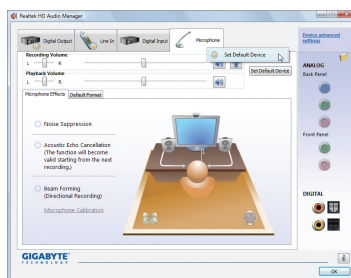 Realtek HD Audio Manager
Digital Output
Line In
Digital Input
Microphone
Device advanced
settings
Set Default Device
Recording Volume
L
R
Playback Volume
L
R
Set Default Device
ANALOG
Back Panel
Microphone Effects
Default Format
Noise Suppression
Acoustic Echo Cancellation
(The function will become
valid starting from the next
recording.)
Front Panel
Beam Forming
(Directional Recording)
Microphone Calibration
DIGITAL
GIGABYTE
TECHNOLOGY
i
OK